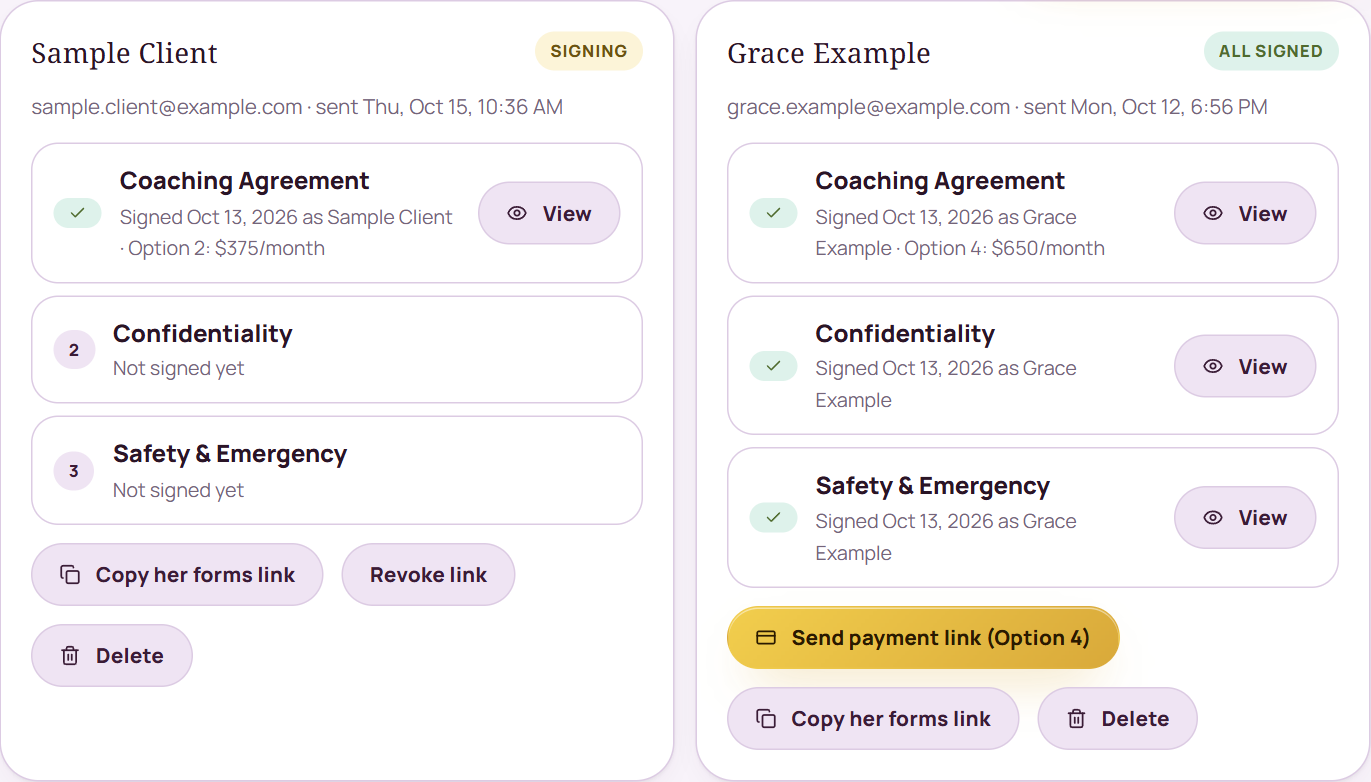 Sample Client
SIGNING
sample.client@example.com · sent Thu, Oct 15, 10:36 AM
Coaching Agreement
Signed Oct 13, 2026 as Sample Client
· Option 2: $375/month
View
2
Confidentiality
Not signed yet
3
Safety & Emergency
Not signed yet
Copy her forms link
Revoke link
Delete
Grace Example
ALL SIGNED
grace.example@example.com · sent Mon, Oct 12, 6:56 PM
Coaching Agreement
Signed Oct 13, 2026 as Grace
Example · Option 4: $650/month
View
Confidentiality
Signed Oct 13, 2026 as Grace
Example
View
Safety & Emergency
Signed Oct 13, 2026 as Grace
Example
View
Send payment link (Option 4)
Copy her forms link
Delete